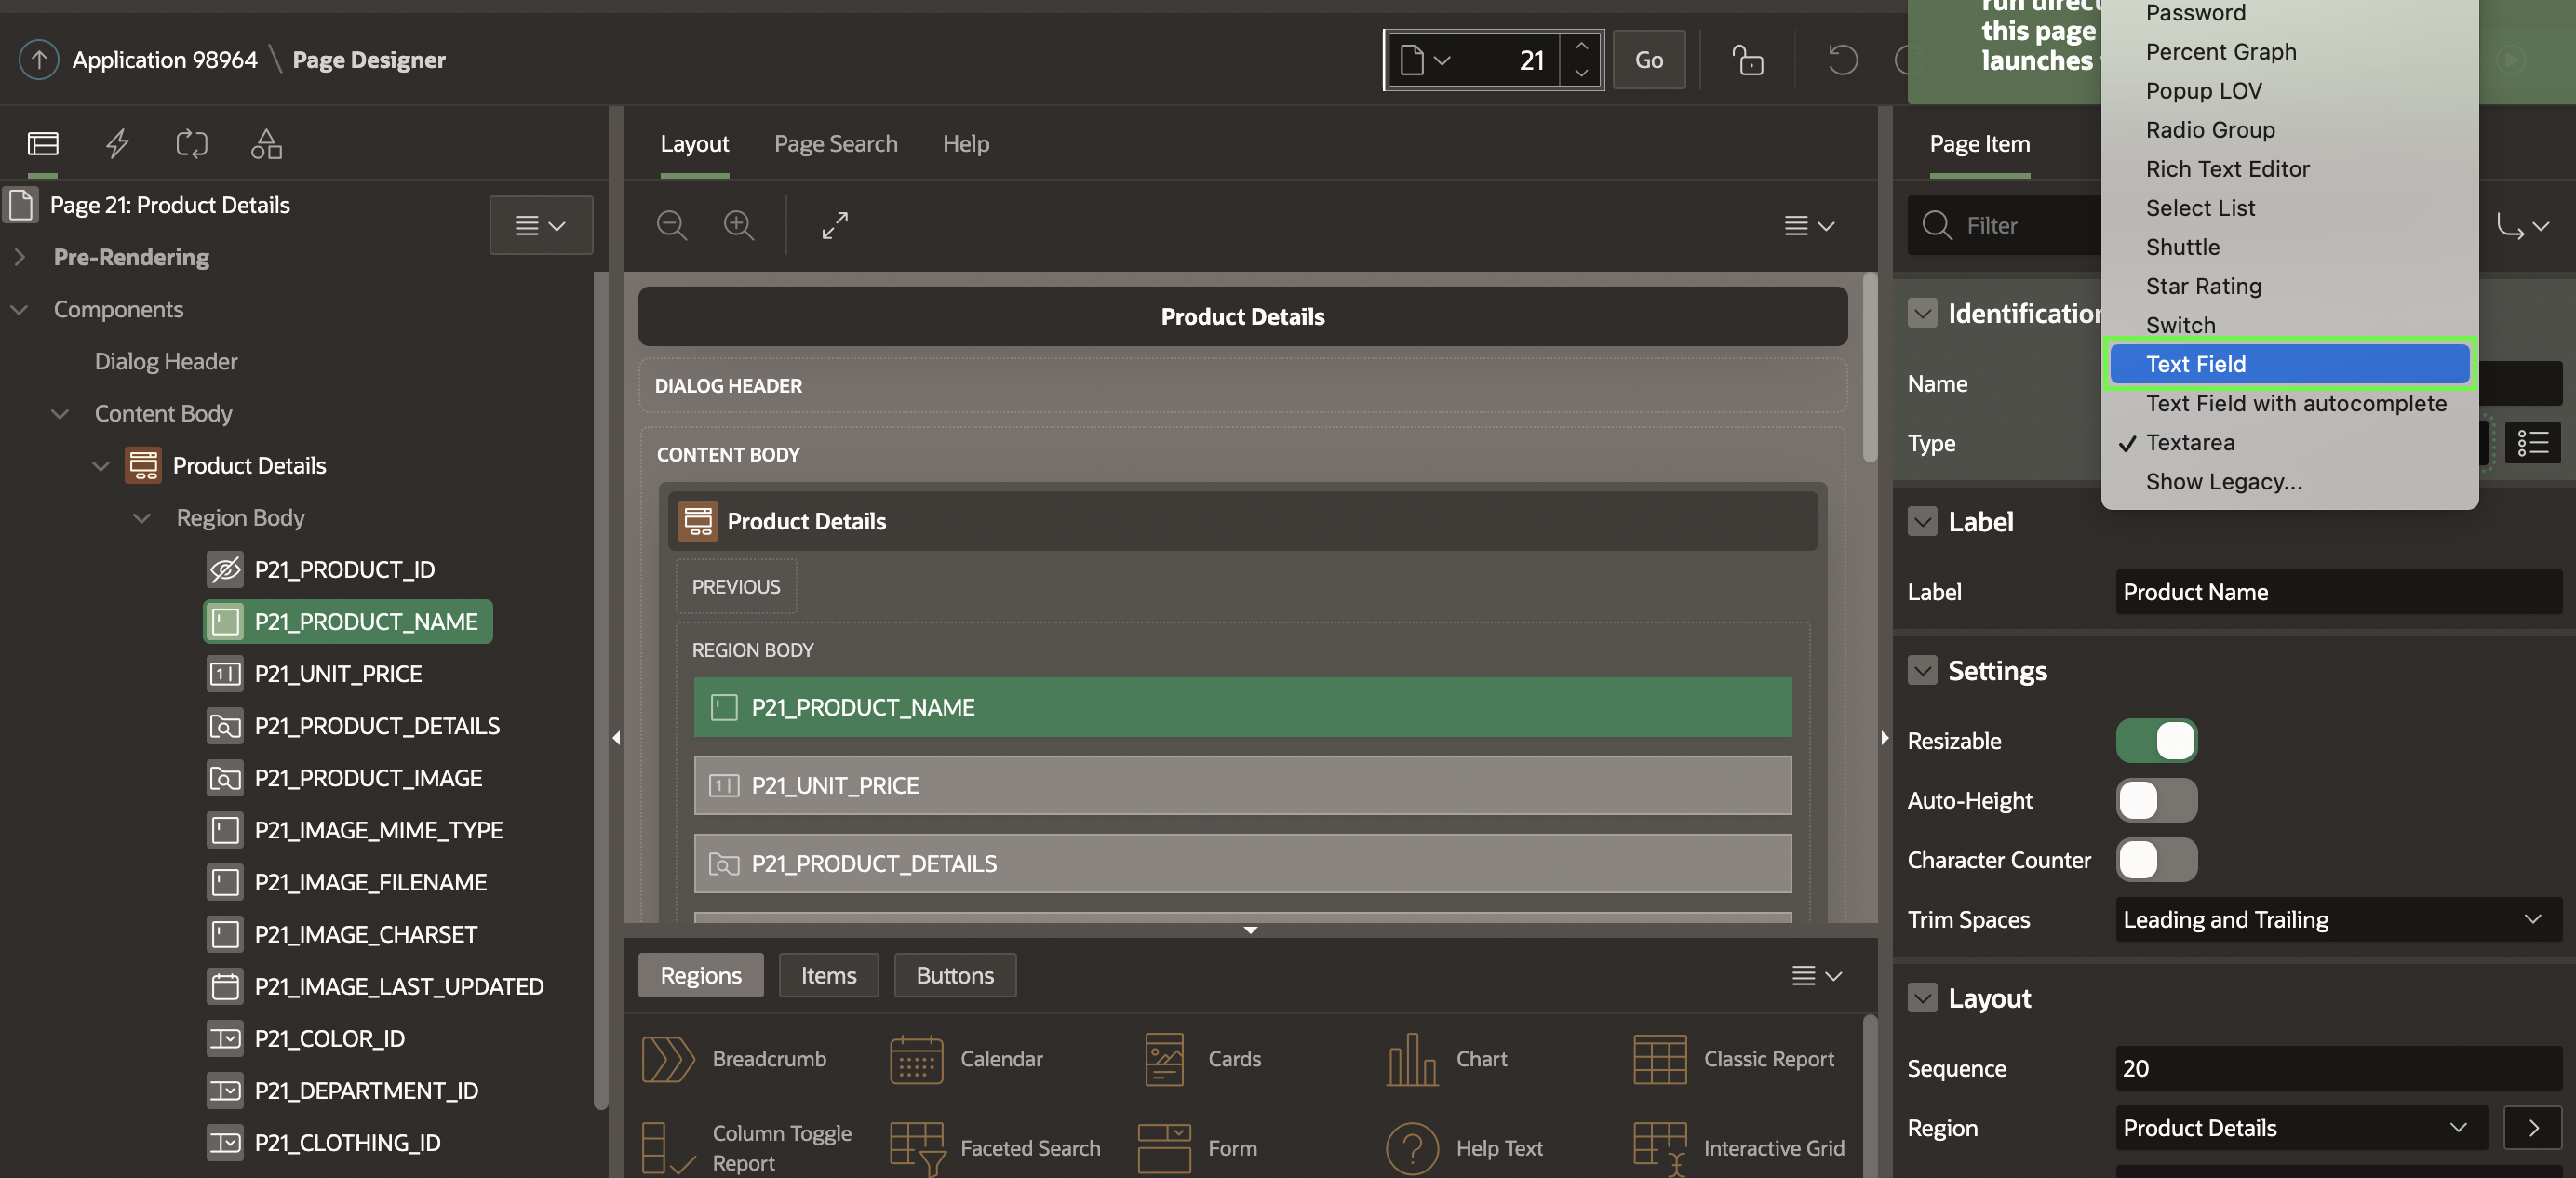 Application 98964 \ Page Designer
21
Go
run direct
this page
launches
Page 21: Product Details
Pre-Rendering
Components
Dialog Header
Content Body
Product Details
Region Body
P21_PRODUCT_ID
P21_PRODUCT_NAME
P21_UNIT_PRICE
P21_PRODUCT_DETAILS
P21_PRODUCT_IMAGE
P21_IMAGE_MIME_TYPE
P21_IMAGE_FILENAME
P21_IMAGE_CHARSET
P21_IMAGE_LAST_UPDATED
P21_COLOR_ID
P21_DEPARTMENT_ID
P21_CLOTHING_ID
Layout Page Search Help
Product Details
DIALOG HEADER
CONTENT BODY
Product Details
PREVIOUS
REGION BODY
P21_PRODUCT_NAME
P21_UNIT_PRICE
P21_PRODUCT_DETAILS
Regions Items Buttons
Breadcrumb
Calendar
Cards
Chart
Classic Report
Column Toggle
Report
Faceted Search
Form
Help Text
Interactive Grid
Page Item
Filter
Identification
Name
Type
Password
Percent Graph
Popup LOV
Radio Group
Rich Text Editor
Select List
Shuttle
Star Rating
Switch
Text Field
Text Field with autocomplete
✓ Textarea
Show Legacy...
Label
Label Product Name
Settings
Resizable
Auto-Height
Character Counter
Trim Spaces Leading and Trailing
Layout
Sequence 20
Region Product Details